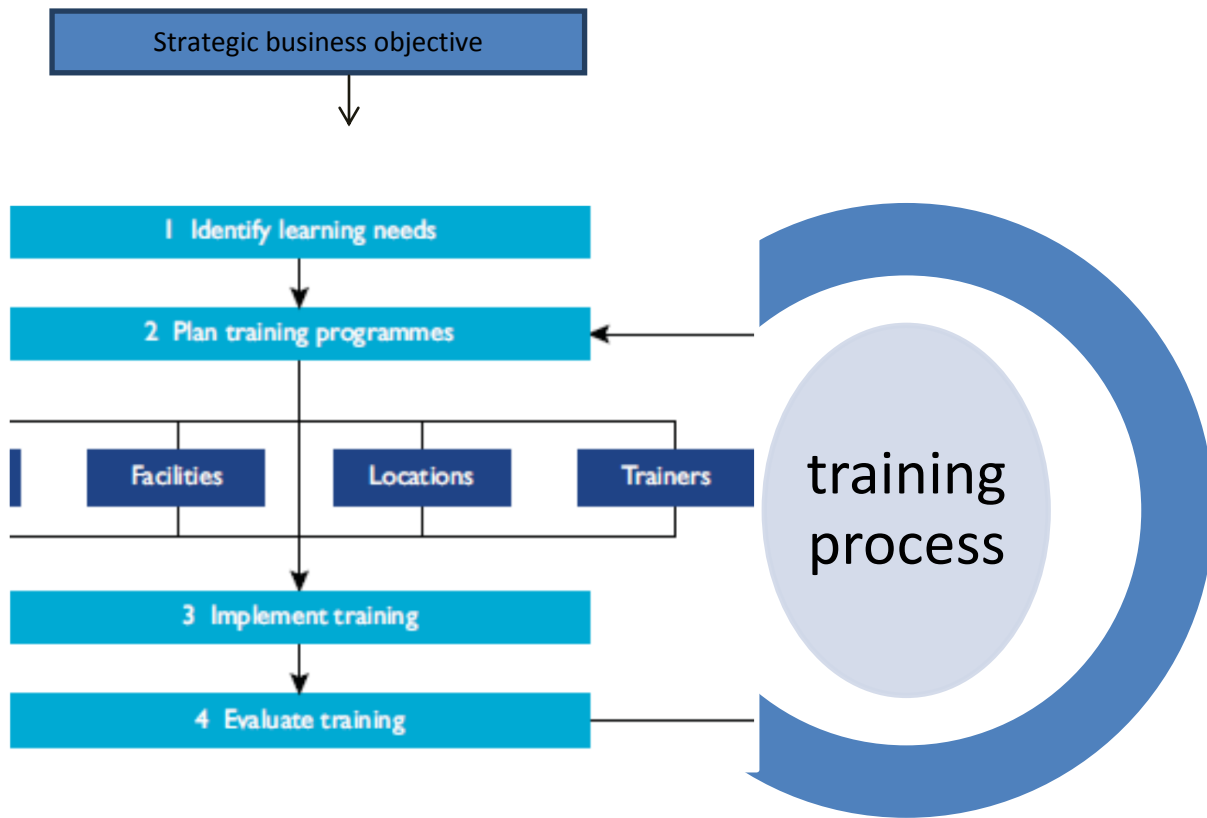 Strategic business objective
1 Identify learning needs
2 Plan training programmes
Facilities
Locations
Trainers
training
process
3 Implement training
4 Evaluate training